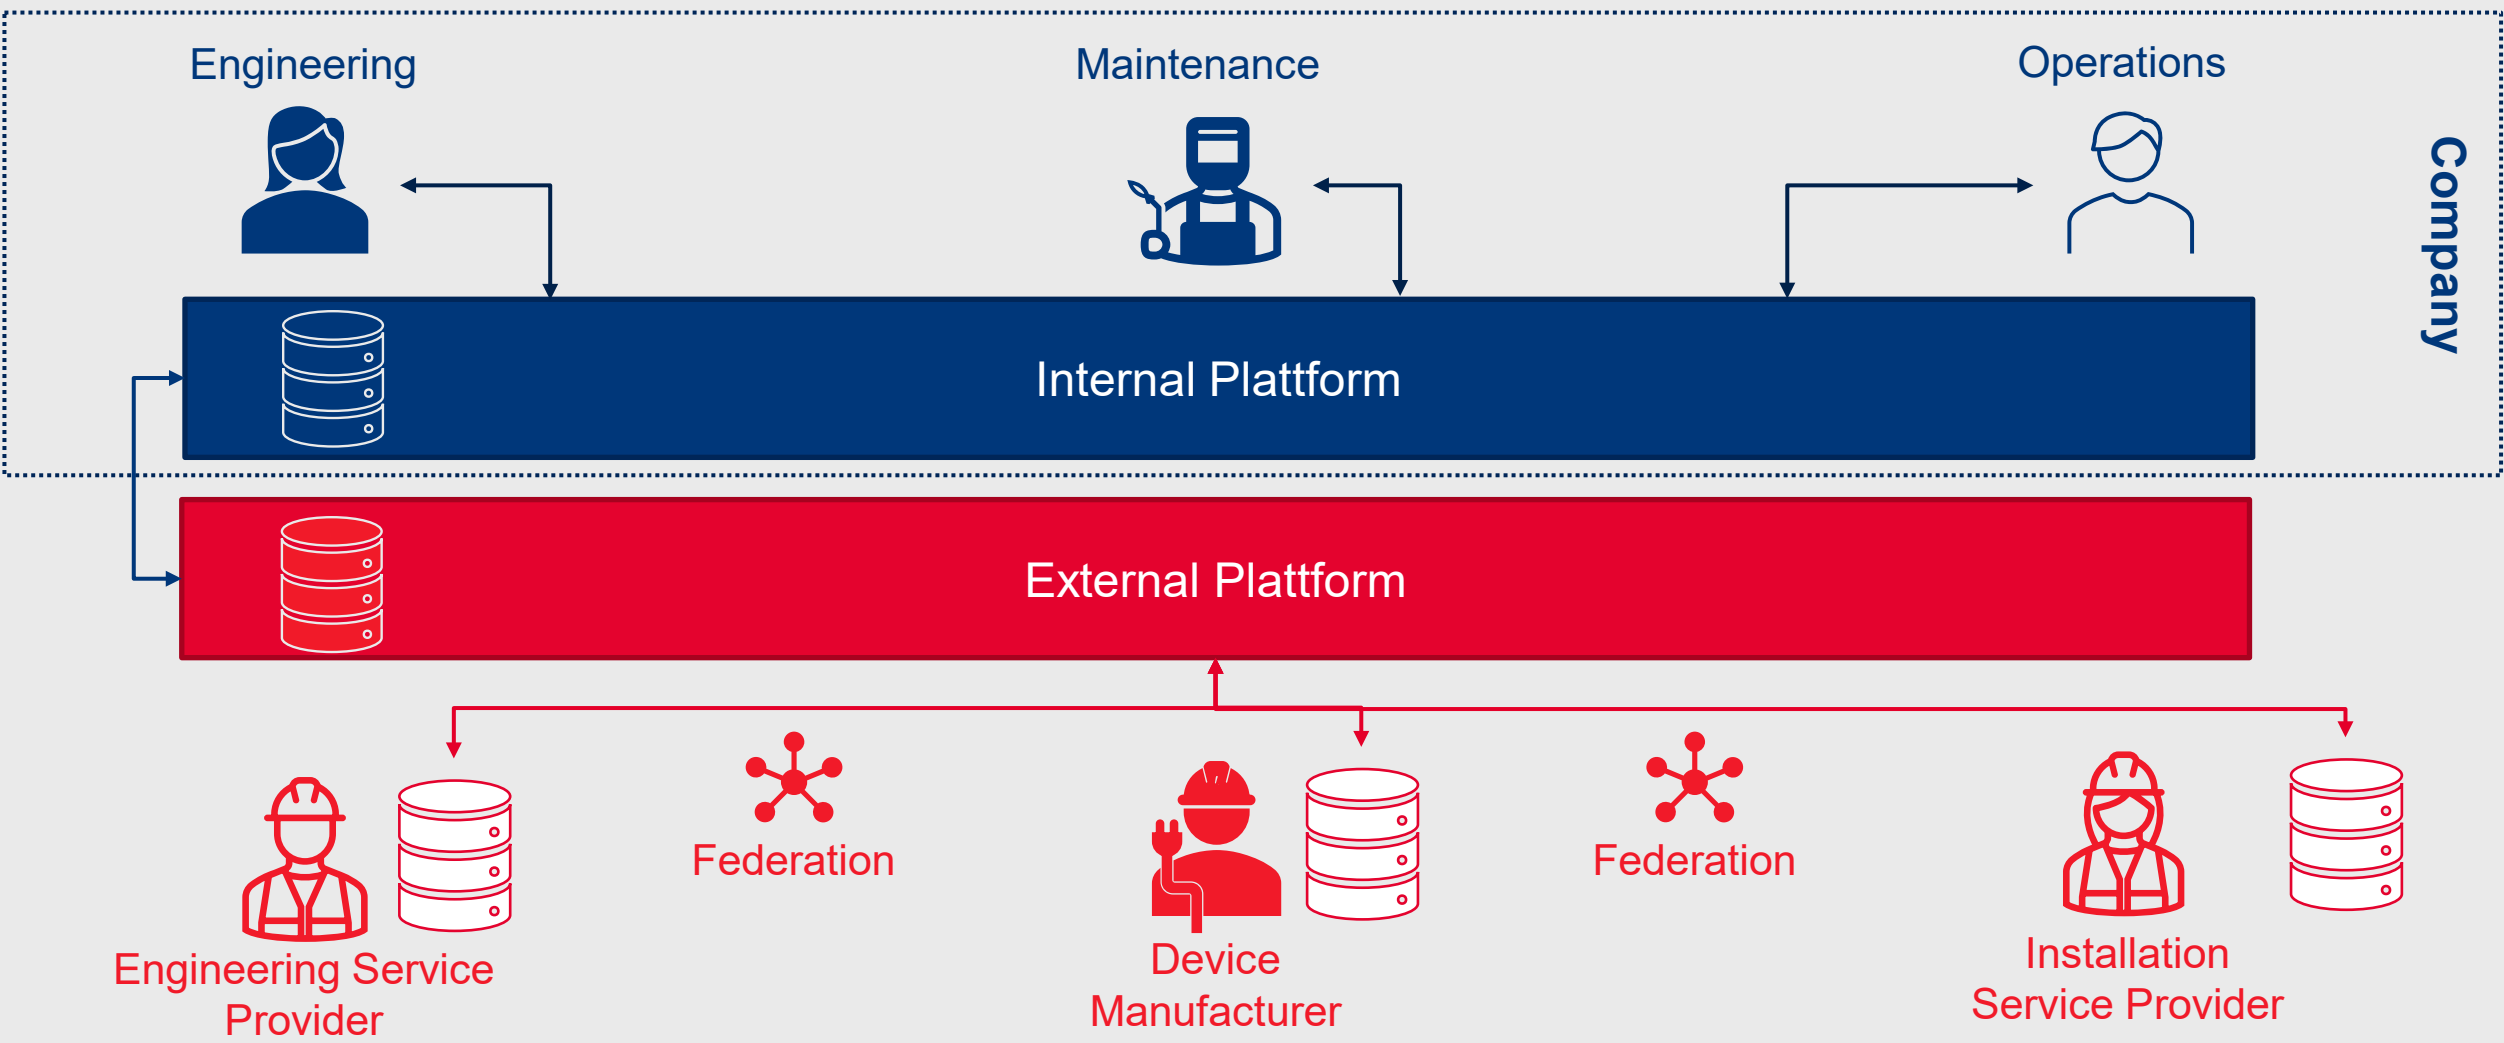 Engineering
Maintenance
Operations
Company
Internal Plattform
External Plattform
Federation
Federation
Engineering Service
Provider
Device
Manufacturer
Installation
Service Provider